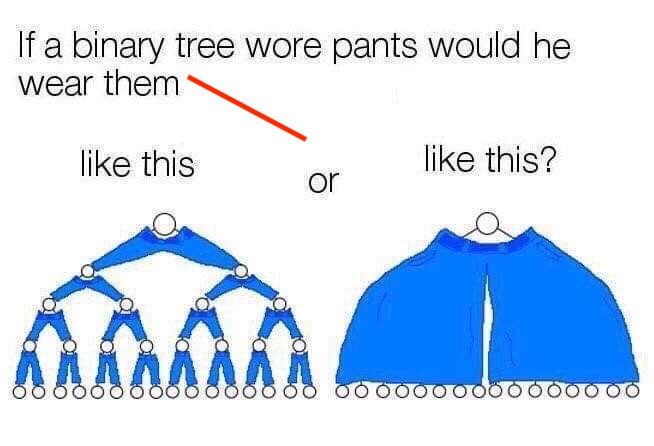 If a binary tree wore pants would he
wear them
like this
or
like this?